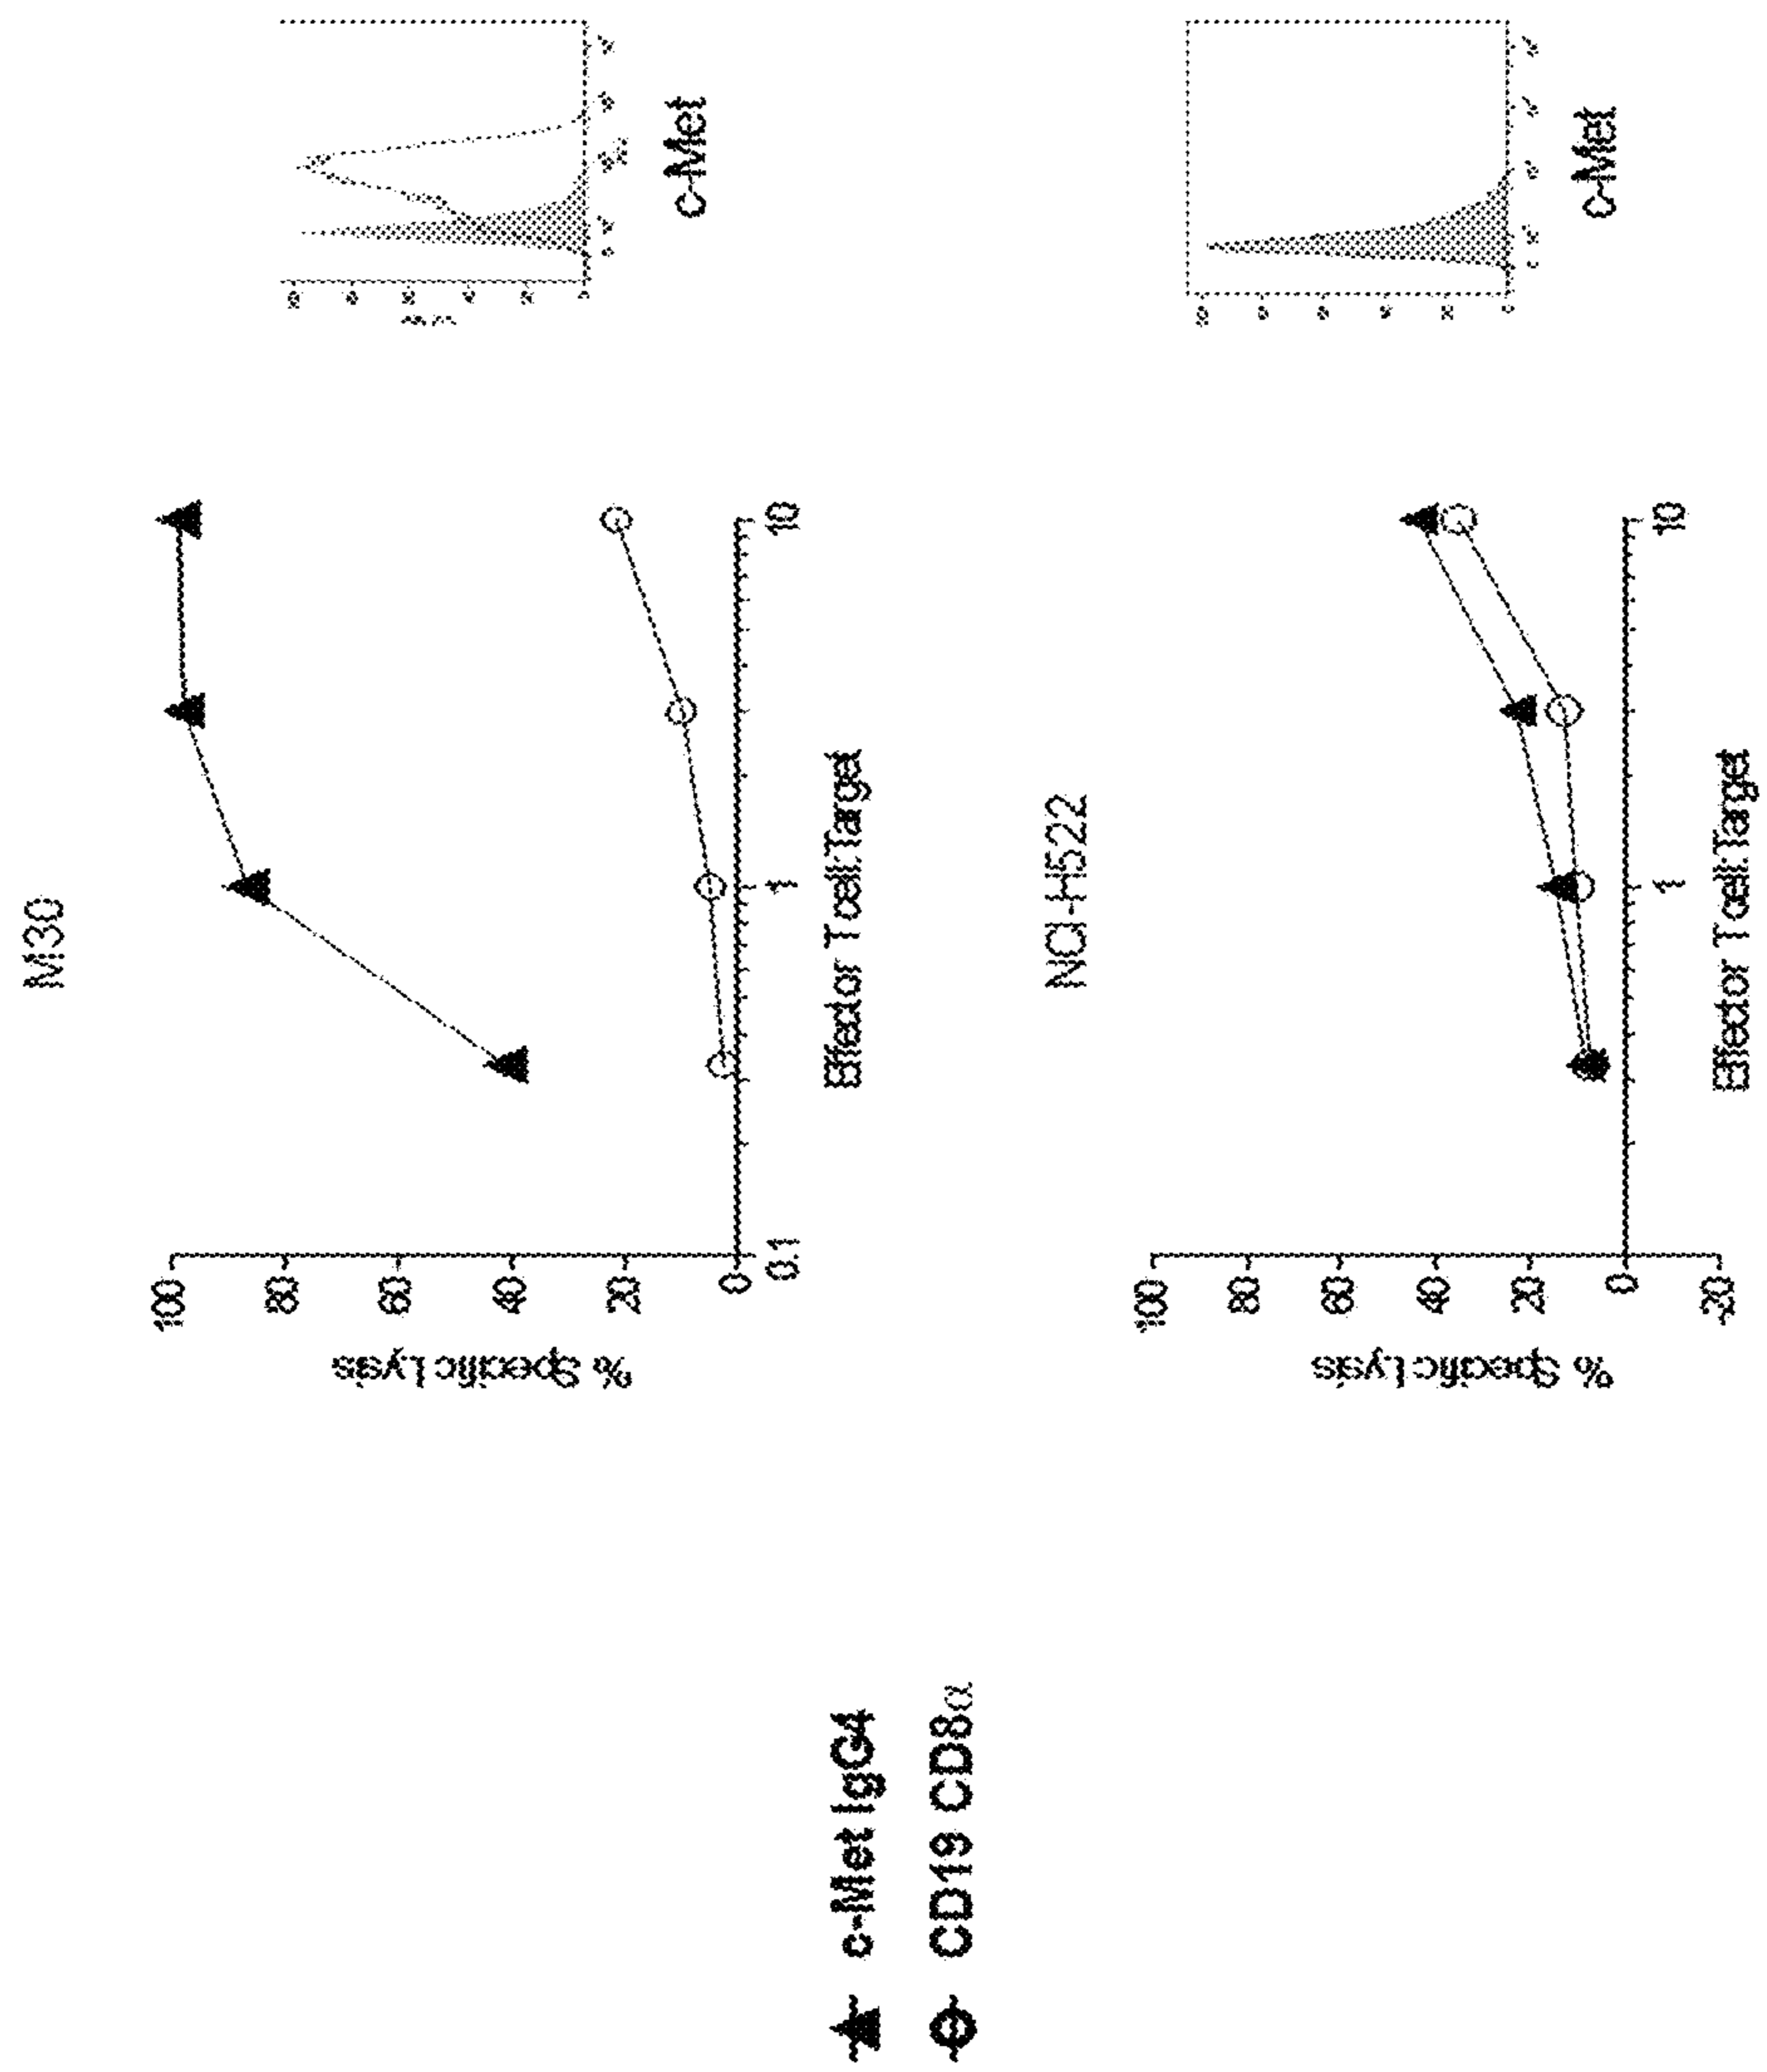 M30
% Specific Lysis
100
80
60
40
20
0
0.1
1
10
Effector T cell:Target
c-Met
NCI-H522
% Specific Lysis
100
80
60
40
20
0
-20
1
10
Effector T cell:Target
c-Met
c-Met IgG4
CD19 CD8α